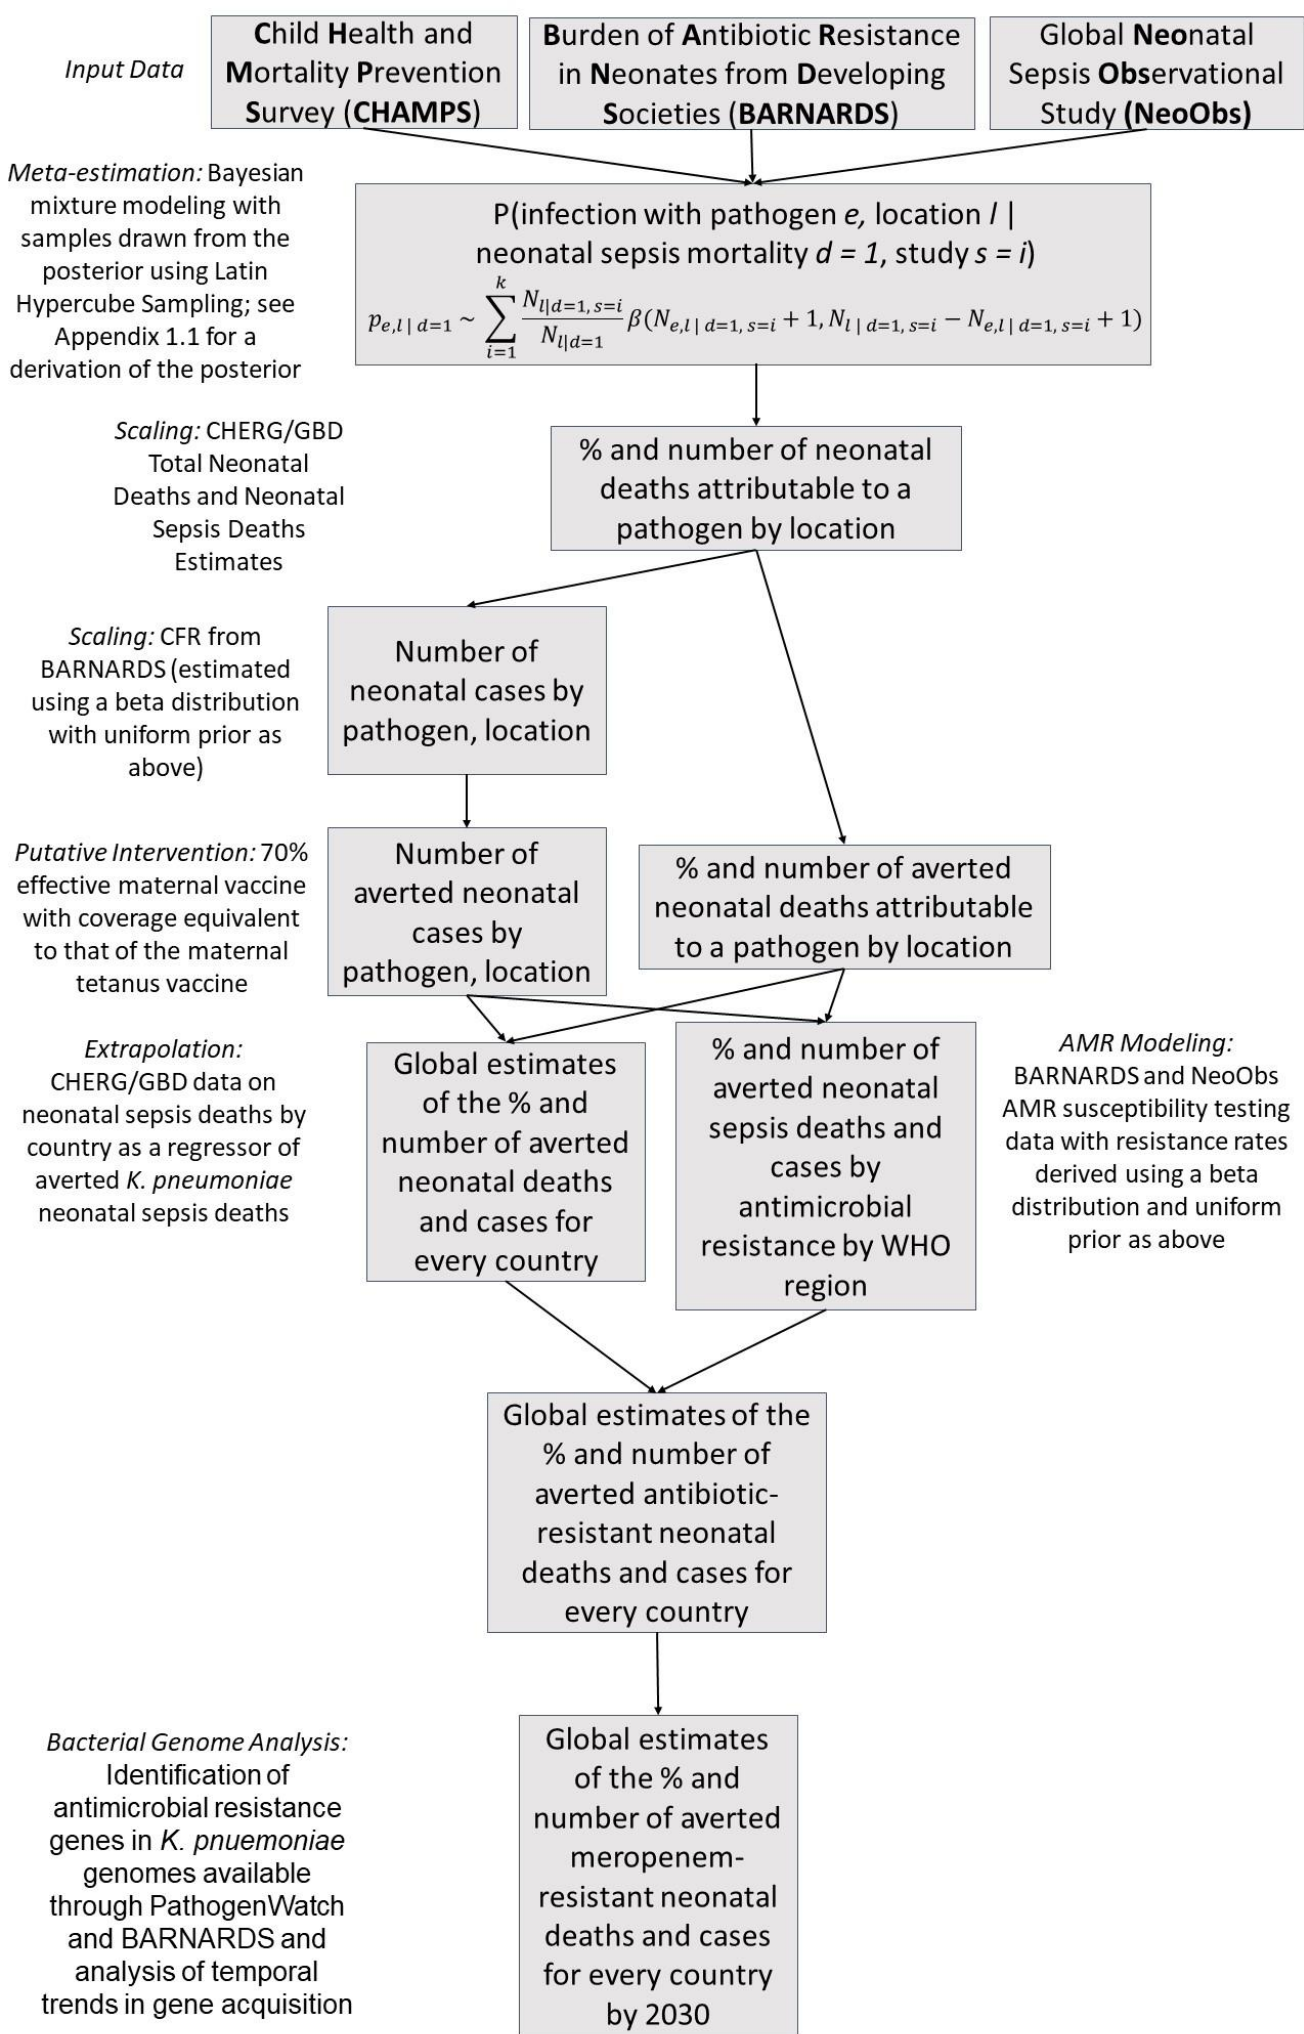 Input Data
Child Health and
Mortality Prevention
Survey (CHAMPS)
Burden of Antibiotic Resistance
in Neonates from Developing
Societies (BARNARDS)
Global Neonatal
Sepsis Observational
Study (NeoObs)
Meta-estimation: Bayesian
mixture modeling with
samples drawn from the
posterior using Latin
Hypercube Sampling; see
Appendix 1.1 for a
derivation of the posterior
P(infection with pathogen e, location l |
neonatal sepsis mortality d = 1, study s = i)
p_{e,l | d=1} ~ \sum_{i=1}^{k} \frac{N_{l|d=1, s=i}}{N_{l|d=1}} β(N_{e,l | d=1, s=i} + 1, N_{l | d=1, s=i} − N_{e,l | d=1, s=i} + 1)
Scaling: CHERG/GBD
Total Neonatal
Deaths and Neonatal
Sepsis Deaths
Estimates
% and number of neonatal
deaths attributable to a
pathogen by location
Scaling: CFR from
BARNARDS (estimated
using a beta distribution
with uniform prior as
above)
Number of
neonatal cases by
pathogen, location
Putative Intervention: 70%
effective maternal vaccine
with coverage equivalent
to that of the maternal
tetanus vaccine
Number of
averted neonatal
cases by
pathogen, location
% and number of averted
neonatal deaths attributable
to a pathogen by location
Extrapolation:
CHERG/GBD data on
neonatal sepsis deaths by
country as a regressor of
averted K. pneumoniae
neonatal sepsis deaths
Global estimates
of the % and
number of averted
neonatal deaths
and cases for
every country
% and number of
averted neonatal
sepsis deaths and
cases by
antimicrobial
resistance by WHO
region
AMR Modeling:
BARNARDS and NeoObs
AMR susceptibility testing
data with resistance rates
derived using a beta
distribution and uniform
prior as above
Global estimates of the
% and number of
averted antibiotic-
resistant neonatal
deaths and cases for
every country
Bacterial Genome Analysis:
Identification of
antimicrobial resistance
genes in K. pnuemoniae
genomes available
through PathogenWatch
and BARNARDS and
analysis of temporal
trends in gene acquisition
Global estimates
of the % and
number of averted
meropenem-
resistant neonatal
deaths and cases
for every country
by 2030